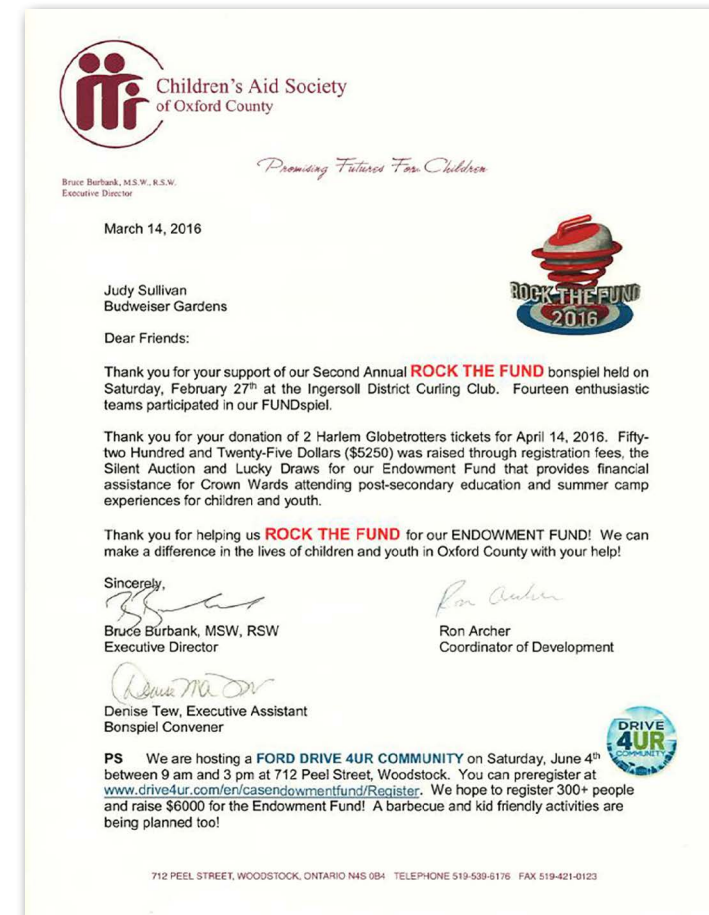 Children's Aid Society
of Oxford County
Promising Futures For Children
Bruce Burbank, M.S.W., R.S.W.
Executive Director
March 14, 2016
ROCK THE FUND
2016
Judy Sullivan
Budweiser Gardens
Dear Friends:
Thank you for your support of our Second Annual ROCK THE FUND bonspiel held on
Saturday, February 27th at the Ingersoll District Curling Club. Fourteen enthusiastic
teams participated in our FUNDspiel.
Thank you for your donation of 2 Harlem Globetrotters tickets for April 14, 2016. Fifty-
two Hundred and Twenty-Five Dollars ($5250) was raised through registration fees, the
Silent Auction and Lucky Draws for our Endowment Fund that provides financial
assistance for Crown Wards attending post-secondary education and summer camp
experiences for children and youth.
Thank you for helping us ROCK THE FUND for our ENDOWMENT FUND! We can
make a difference in the lives of children and youth in Oxford County with your help!
Sincerely,
Ron Archer
Bruce Burbank, MSW, RSW
Executive Director
Ron Archer
Coordinator of Development
Denise Tew, Executive Assistant
Bonspiel Convener
DRIVE
4UR
COMMUNITY
PS We are hosting a FORD DRIVE 4UR COMMUNITY on Saturday, June 4th
between 9 am and 3 pm at 712 Peel Street, Woodstock. You can preregister at
www.drive4ur.com/en/casendowmentfund/Register. We hope to register 300+ people
and raise $6000 for the Endowment Fund! A barbecue and kid friendly activities are
being planned too!
712 PEEL STREET, WOODSTOCK, ONTARIO N4S 0B4 TELEPHONE 519-539-6176 FAX 519-421-0123